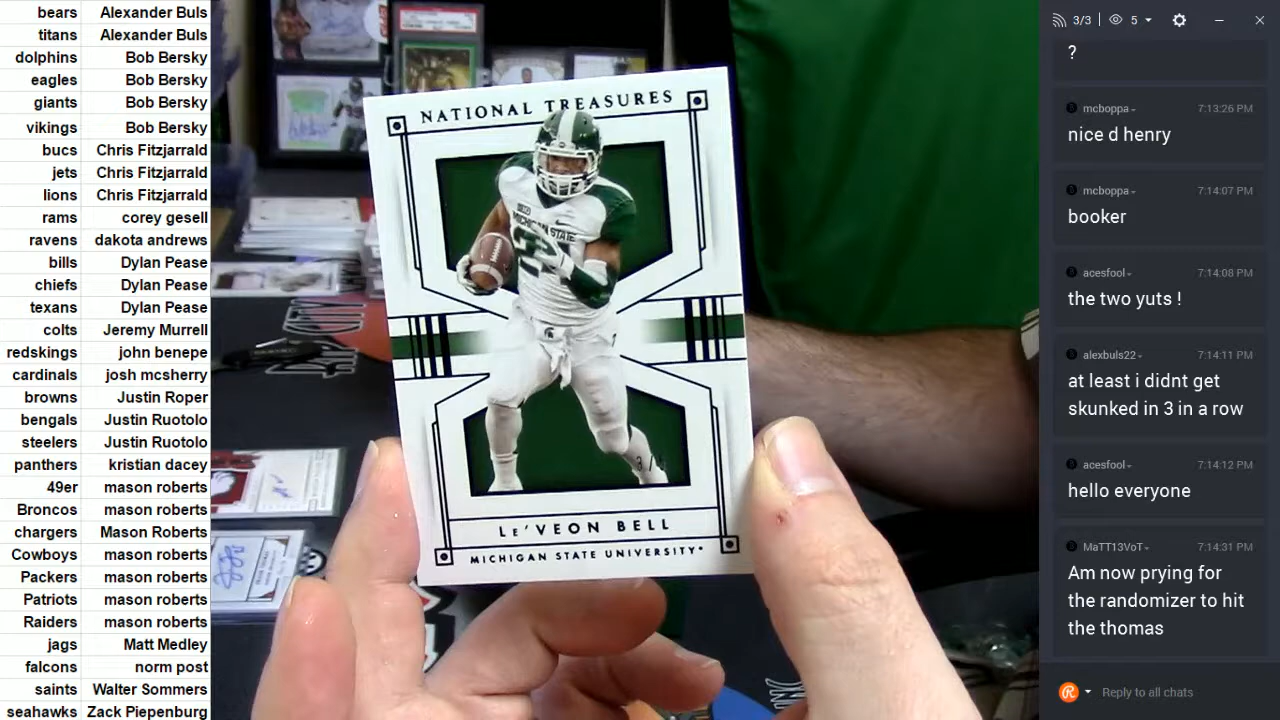 bears Alexander Buls
titans Alexander Buls
dolphins Bob Bersky
eagles Bob Bersky
giants Bob Bersky
vikings Bob Bersky
bucs Chris Fitzjarrald
jets Chris Fitzjarrald
lions Chris Fitzjarrald
rams corey gesell
ravens dakota andrews
bills Dylan Pease
chiefs Dylan Pease
texans Dylan Pease
colts Jeremy Murrell
redskings john benepe
cardinals josh mcsherry
browns Justin Roper
bengals Justin Ruotolo
steelers Justin Ruotolo
panthers kristian dacey
49er mason roberts
Broncos mason roberts
chargers Mason Roberts
Cowboys mason roberts
Packers mason roberts
Patriots mason roberts
Raiders mason roberts
jags Matt Medley
falcons norm post
saints Walter Sommers
seahawks Zack Piepenburg
NATIONAL TREASURES
MICHIGAN STATE
LE'VEON BELL
MICHIGAN STATE UNIVERSITY
3/3 5
?
mcboppa 7:13:26 PM
nice d henry
mcboppa 7:14:07 PM
booker
acesfool 7:14:08 PM
the two yuts !
alexbuls22 7:14:11 PM
at least i didnt get
skunked in 3 in a row
acesfool 7:14:12 PM
hello everyone
MaTT13VoT 7:14:31 PM
Am now prying for
the randomizer to hit
the thomas
Reply to all chats